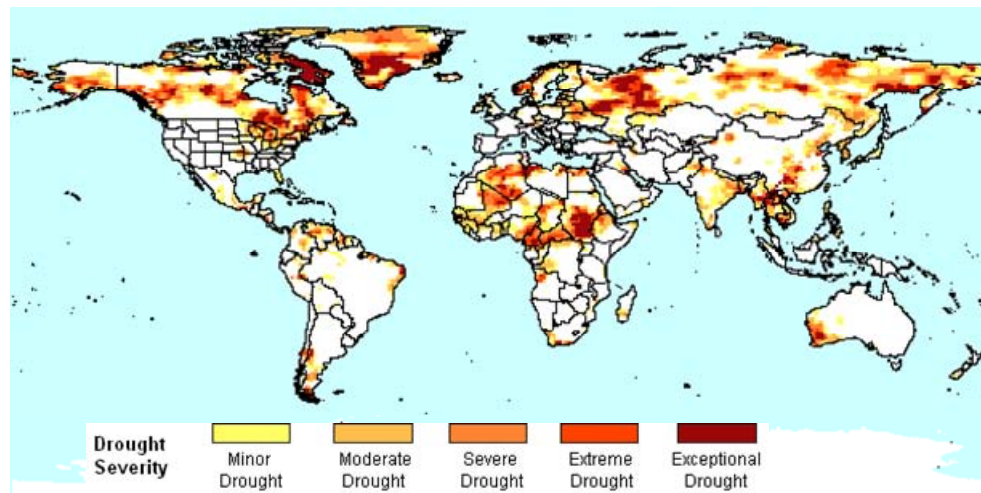 Drought
Severity
Minor
Drought
Moderate
Drought
Severe
Drought
Extreme
Drought
Exceptional
Drought